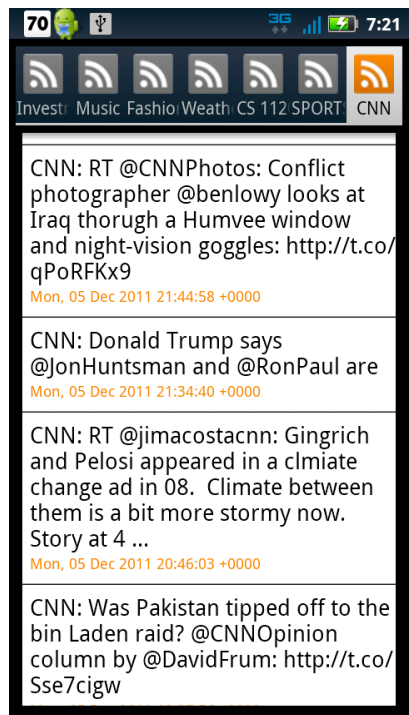 70 3G 7:21
Invest Music Fashio Weath CS 112 SPORT CNN
CNN: RT @CNNPhotos: Conflict
photographer @benlowy looks at
Iraq thorugh a Humvee window
and night-vision goggles: http://t.co/
qPoRFKx9
Mon, 05 Dec 2011 21:44:58 +0000
CNN: Donald Trump says
@JonHuntsman and @RonPaul are
Mon, 05 Dec 2011 21:34:40 +0000
CNN: RT @jimacostacnn: Gingrich
and Pelosi appeared in a clmiate
change ad in 08.  Climate between
them is a bit more stormy now.
Story at 4 ...
Mon, 05 Dec 2011 20:46:03 +0000
CNN: Was Pakistan tipped off to the
bin Laden raid? @CNNOpinion
column by @DavidFrum: http://t.co/
Sse7cigw